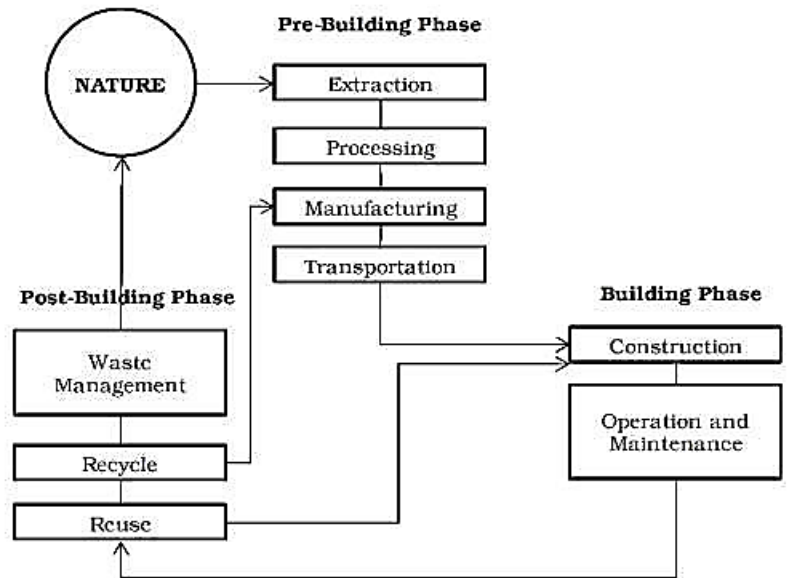 Pre-Building Phase
NATURE
Extraction
Processing
Manufacturing
Transportation
Post-Building Phase
Building Phase
Waste
Management
Construction
Operation and
Maintenance
Recycle
Reuse